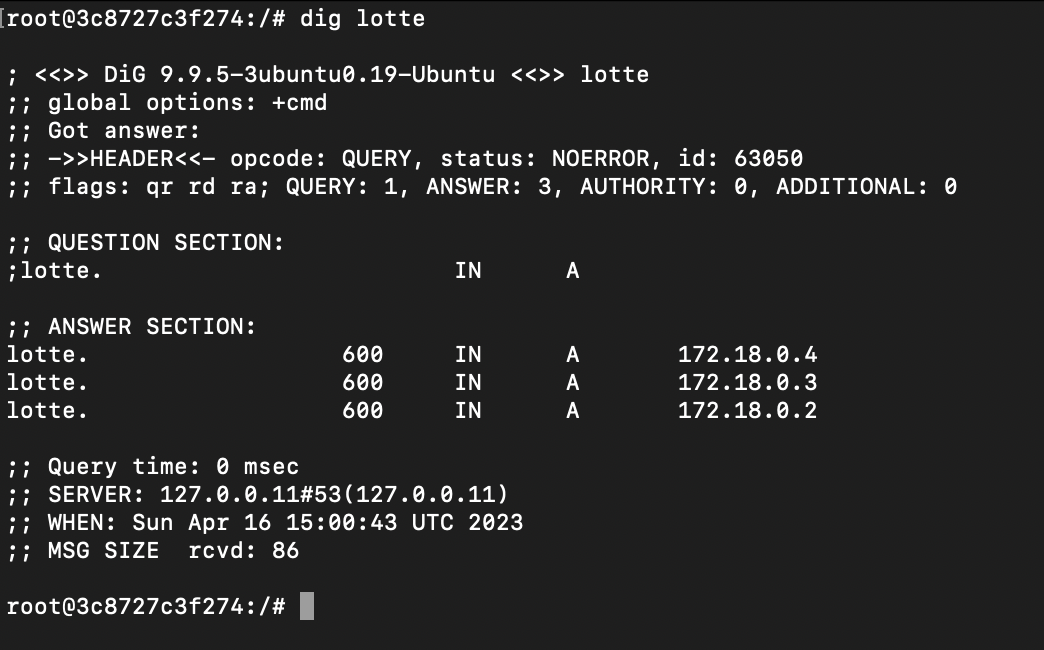 root@3c8727c3f274:/# dig lotte

; <<>> DiG 9.9.5-3ubuntu0.19-Ubuntu <<>> lotte
;; global options: +cmd
;; Got answer:
;; ->>HEADER<<- opcode: QUERY, status: NOERROR, id: 63050
;; flags: qr rd ra; QUERY: 1, ANSWER: 3, AUTHORITY: 0, ADDITIONAL: 0

;; QUESTION SECTION:
;lotte.				IN	A

;; ANSWER SECTION:
lotte.			600	IN	A	172.18.0.4
lotte.			600	IN	A	172.18.0.3
lotte.			600	IN	A	172.18.0.2

;; Query time: 0 msec
;; SERVER: 127.0.0.11#53(127.0.0.11)
;; WHEN: Sun Apr 16 15:00:43 UTC 2023
;; MSG SIZE  rcvd: 86

root@3c8727c3f274:/#